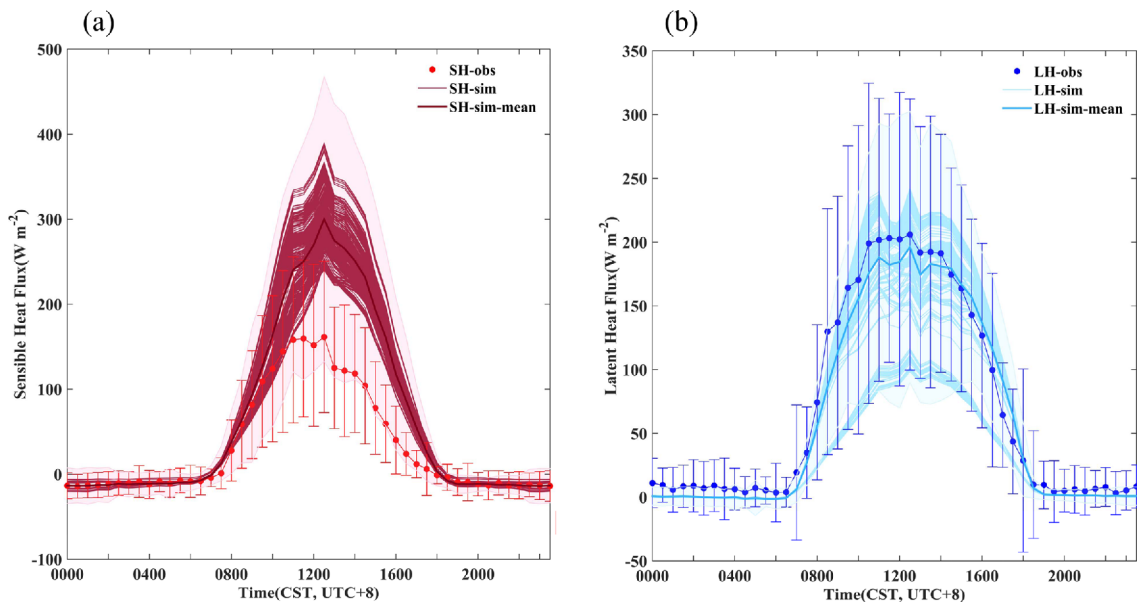 (a)
500
400
300
200
100
0
-100
Sensible Heat Flux(W m-2)
SH-obs
SH-sim
SH-sim-mean
0000 0400 0800 1200 1600 2000
Time(CST, UTC+8)
(b)
350
300
250
200
150
100
50
0
-50
Latent Heat Flux(W m-2)
LH-obs
LH-sim
LH-sim-mean
0000 0400 0800 1200 1600 2000
Time(CST, UTC+8)